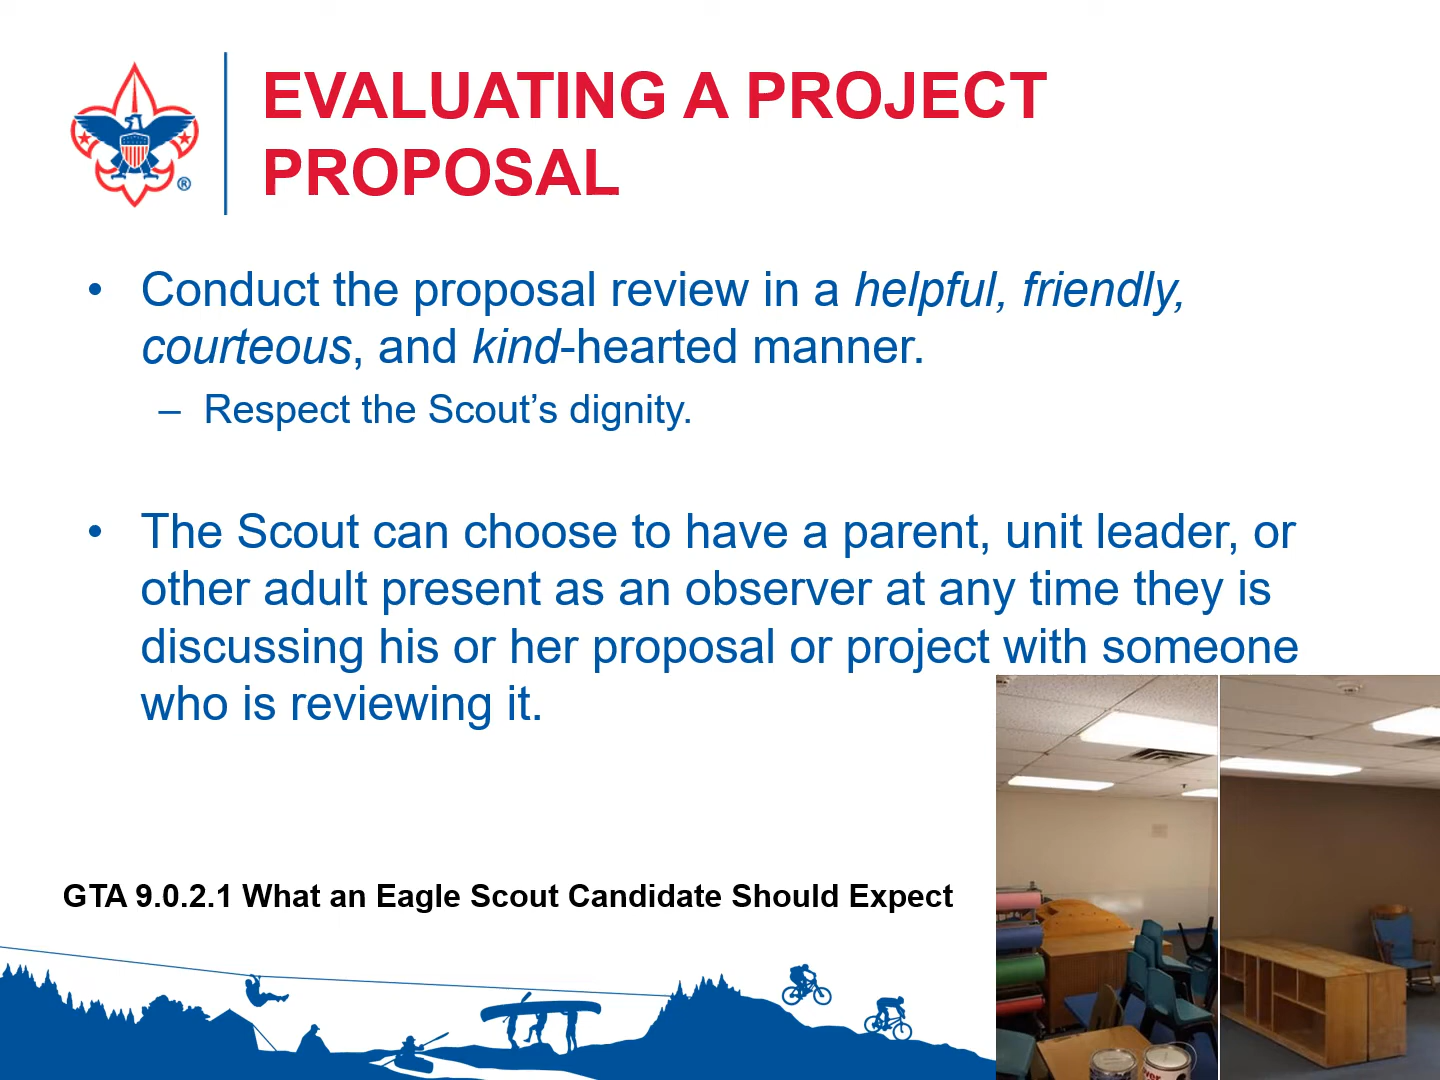 EVALUATING A PROJECT
PROPOSAL
®
• Conduct the proposal review in a helpful, friendly,
courteous, and kind-hearted manner.
– Respect the Scout’s dignity.
• The Scout can choose to have a parent, unit leader, or
other adult present as an observer at any time they is
discussing his or her proposal or project with someone
who is reviewing it.
GTA 9.0.2.1 What an Eagle Scout Candidate Should Expect